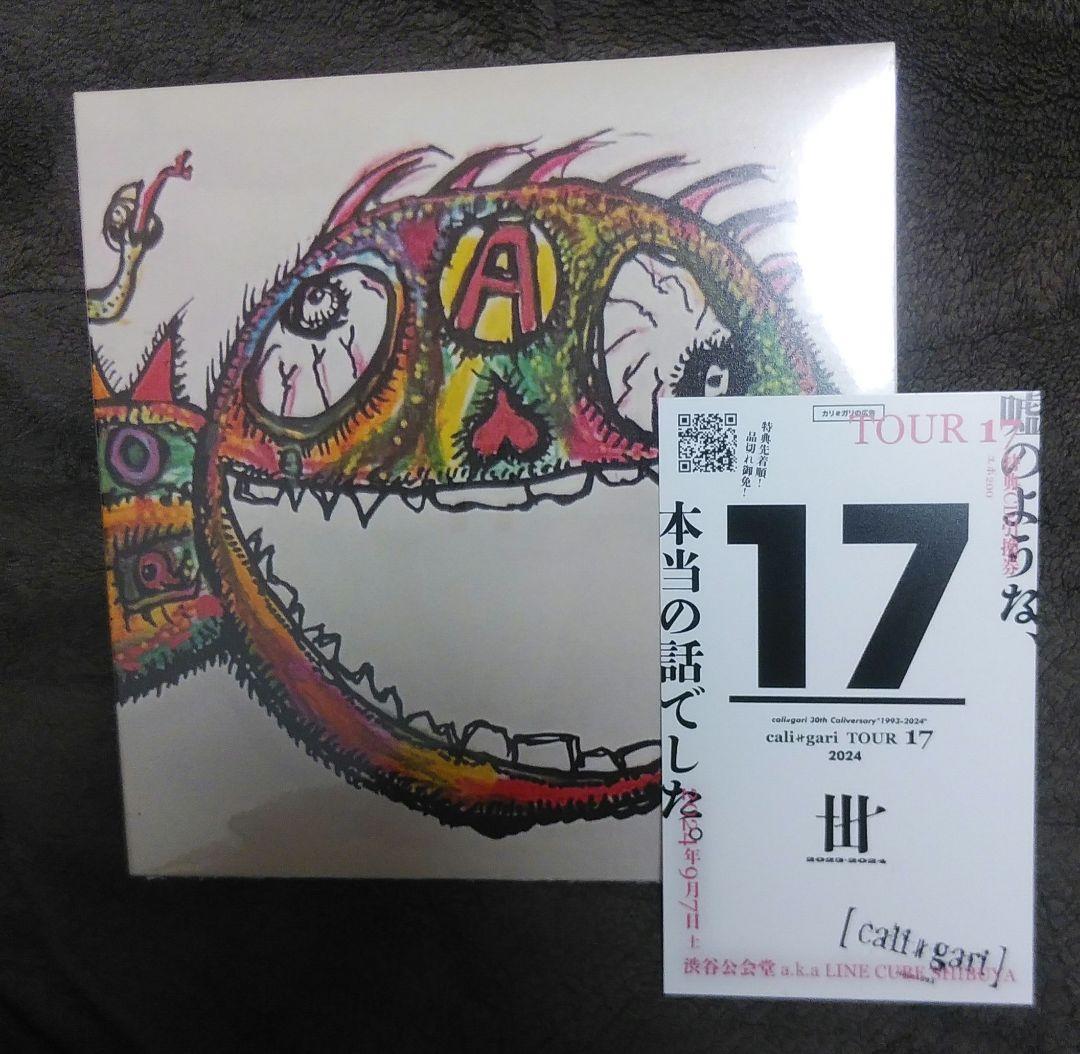 A
カリ≠ガリの広告
TOUR 17
特典先着順!
品切れ御免!
嘘のような、
本当の話でした。
17
cali≠gari 30th Caliversary"1993-2024"
cali≠gari TOUR 17
2024
卅
2023-2024
2024年9月7日 土
[cali≠gari]
渋谷公会堂 a.k.a LINE CUBE SHIBUYA